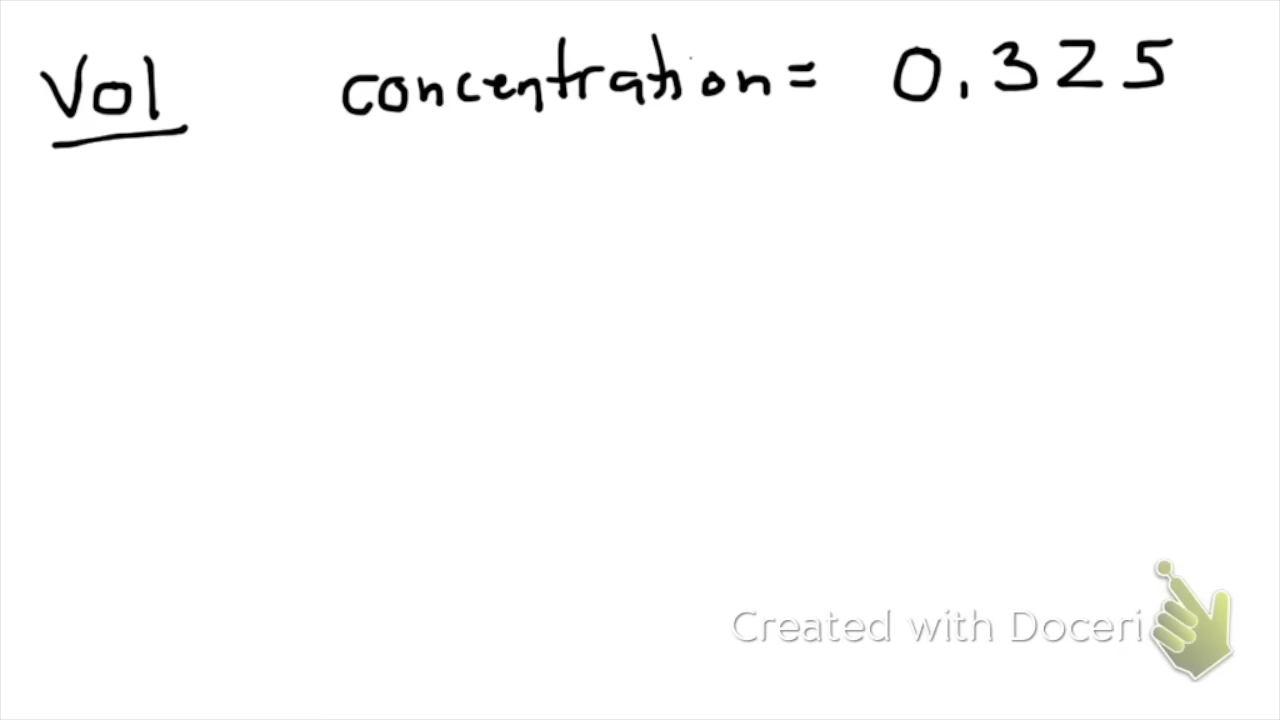 Vol concentration = 0.325
Created with Doceri